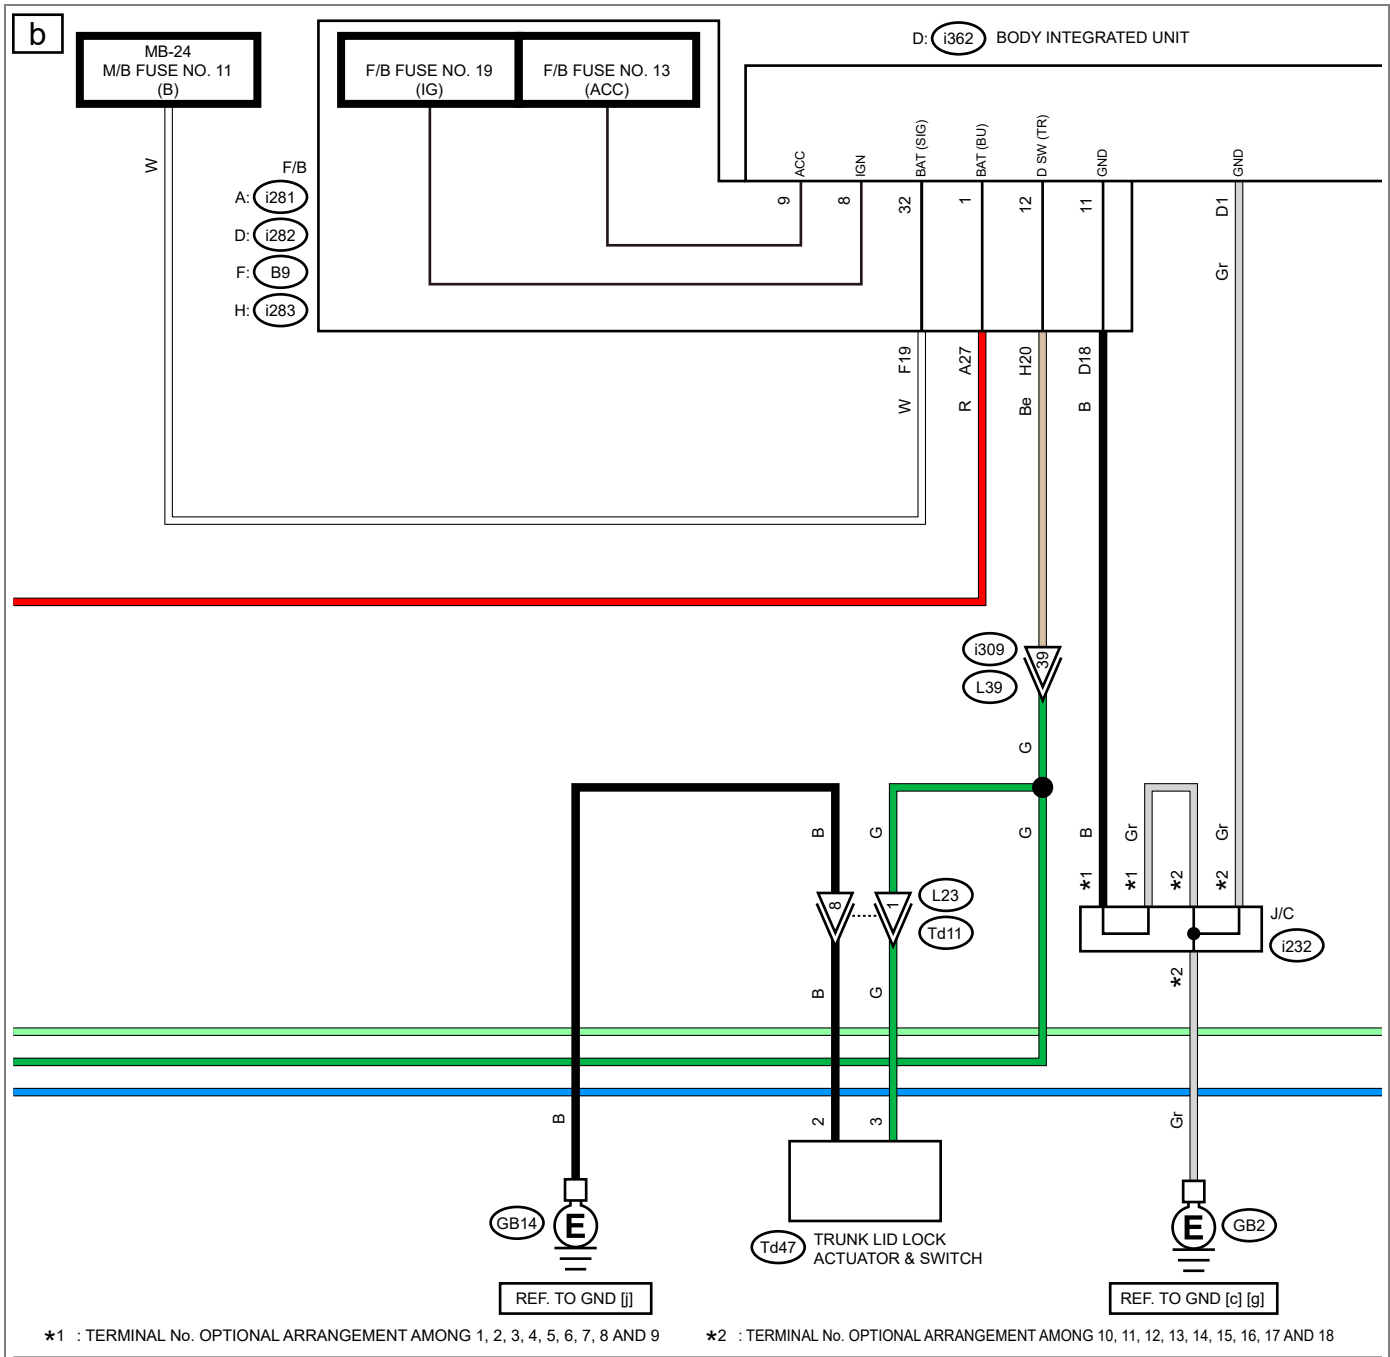 b
MB-24
M/B FUSE NO. 11
(B)
F/B FUSE NO. 19
(IG)
F/B FUSE NO. 13
(ACC)
D: i362 BODY INTEGRATED UNIT
W
F/B
A: i281
D: i282
F: B9
H: i283
ACC
IGN
BAT (SIG)
BAT (BU)
D SW (TR)
GND
GND
9
8
32
1
12
11
D1
Gr
F19
A27
H20
D18
W
R
Be
B
i309
L39
39
G
B
G
G
B
Gr
Gr
*1
*1
*2
*2
8
1
L23
Td11
J/C
i232
*2
B
G
B
2
3
Gr
GB14
E
E
GB2
Td47
TRUNK LID LOCK
ACTUATOR & SWITCH
REF. TO GND [j]
REF. TO GND [c] [g]
*1 : TERMINAL No. OPTIONAL ARRANGEMENT AMONG 1, 2, 3, 4, 5, 6, 7, 8 AND 9
*2 : TERMINAL No. OPTIONAL ARRANGEMENT AMONG 10, 11, 12, 13, 14, 15, 16, 17 AND 18